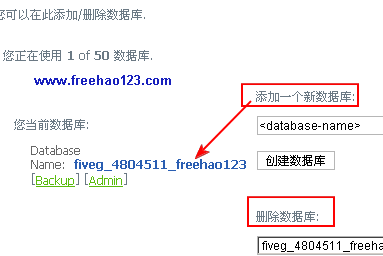 您可以在此添加/删除数据库.
您正在使用 1 of 50 数据库.
www.freehao123.com
添加一个新数据库:
您当前数据库:
<database-name>
Database
Name: fiveg_4804511_freehao123
创建数据库
[Backup] [Admin]
删除数据库:
fiveg_4804511_freeha